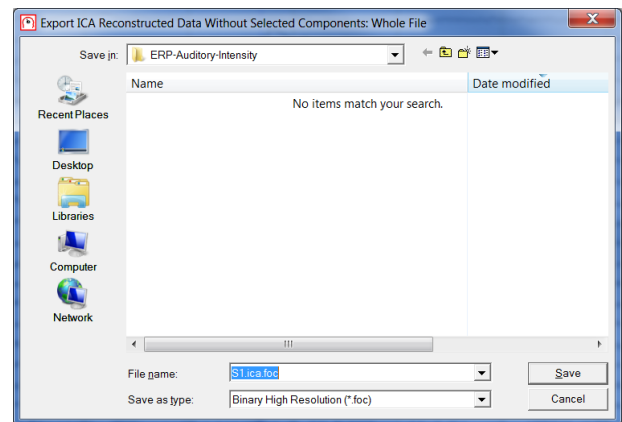 Export ICA Reconstructed Data Without Selected Components: Whole File
Save in: ERP-Auditory-Intensity
Name Date modified
No items match your search.
Recent Places
Desktop
Libraries
Computer
Network
File name: S1.ica.foc Save
Save as type: Binary High Resolution (*.foc) Cancel